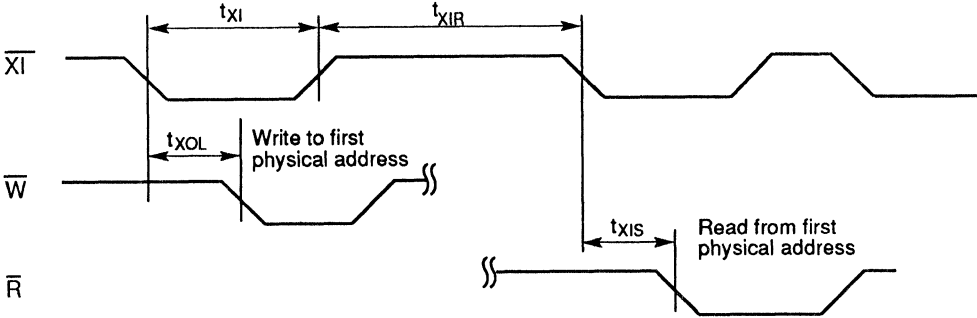 tXI
tXIR
XI
tXOL
Write to first
physical address
W
tXIS
Read from first
physical address
R